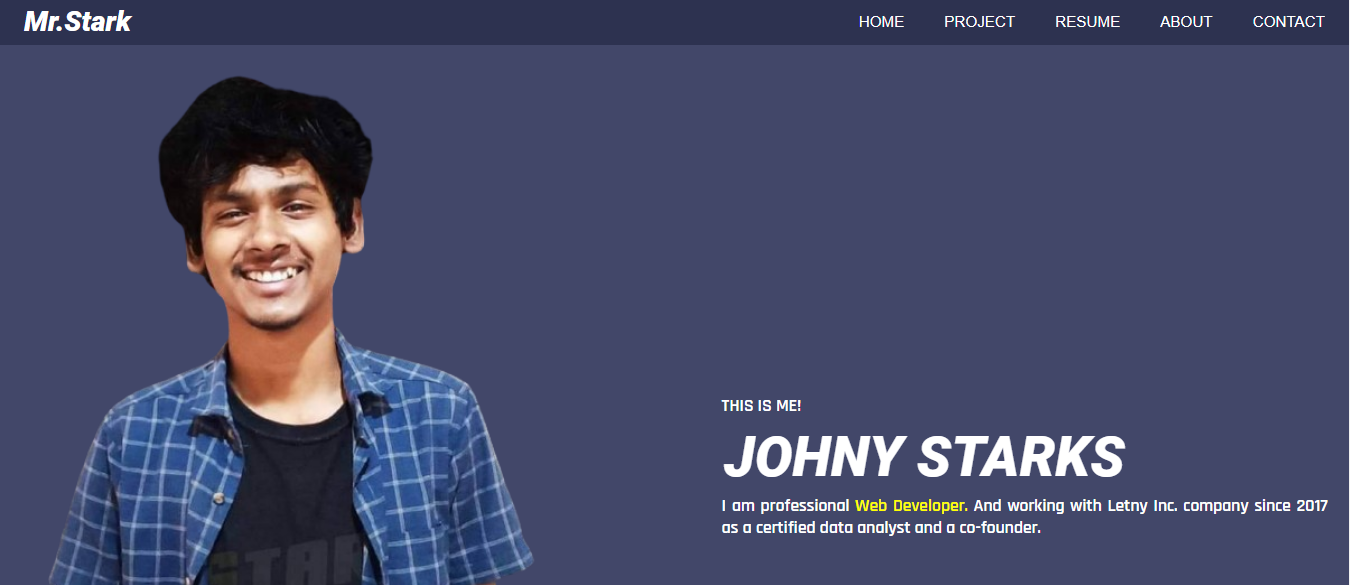 Mr.Stark
HOME PROJECT RESUME ABOUT CONTACT
THIS IS ME!
JOHNY STARKS
I am professional Web Developer. And working with Letny Inc. company since 2017
as a certified data analyst and a co-founder.
STAR